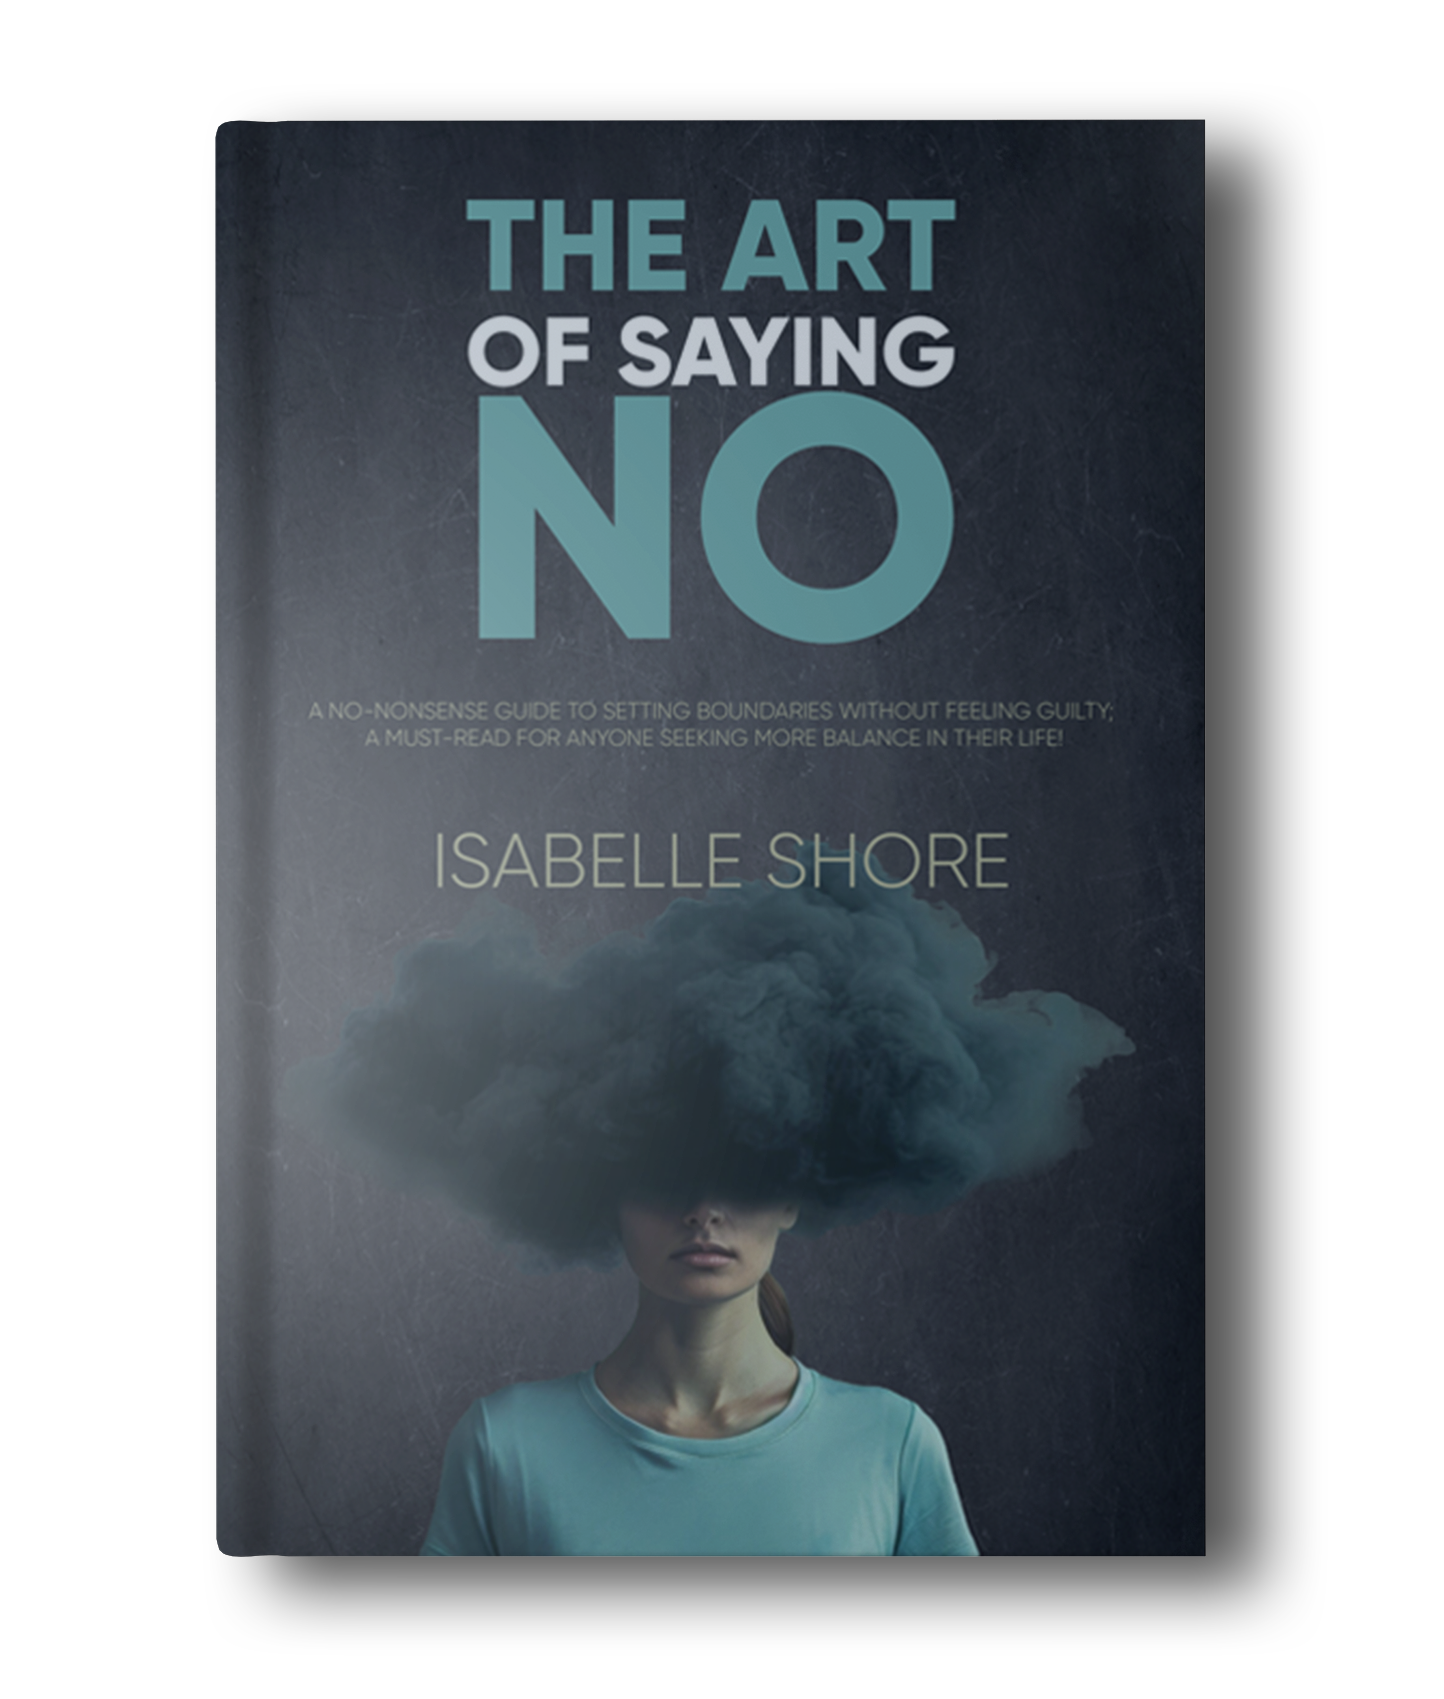 THE ART
OF SAYING
NO
A NO-NONSENSE GUIDE TO SETTING BOUNDARIES WITHOUT FEELING GUILTY;
A MUST-READ FOR ANYONE SEEKING MORE BALANCE IN THEIR LIFE!
ISABELLE SHORE